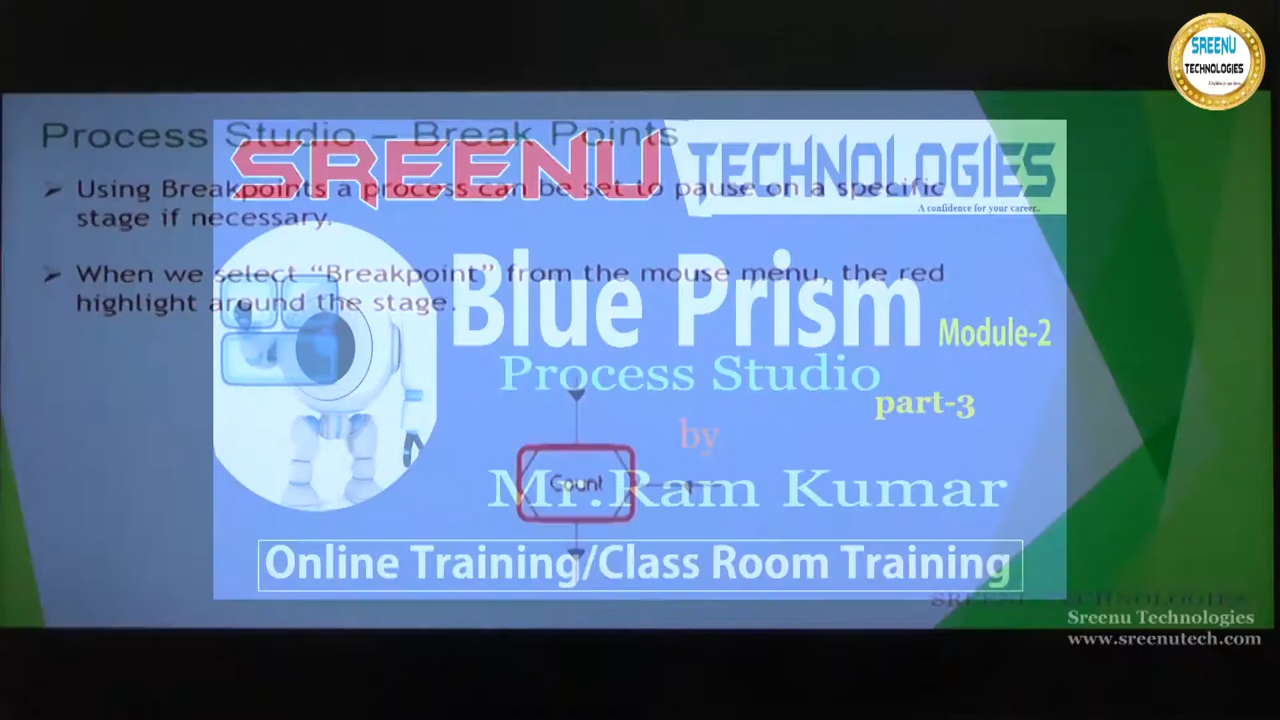 SREENU
TECHNOLOGIES
Process Studio – Break Points
SREENU TECHNOLOGIES
A confidence for your career..
➢ Using Breakpoints a process can be set to pause on a specific
stage if necessary.
➢ When we select “Breakpoint” from the mouse menu, the red
highlight around the stage.
Blue Prism Module-2
Process Studio
part-3
by
Count
Mr.Ram Kumar
Online Training/Class Room Training
SREENU TECHNOLOGIES
Sreenu Technologies
www.sreenutech.com